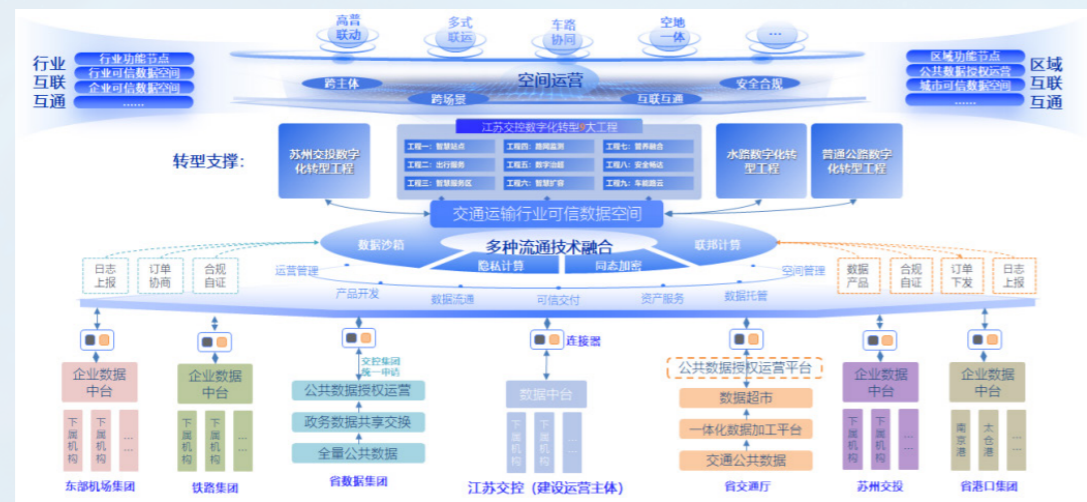 高普
联动
多式
联运
车路
协同
空地
一体
...
行业
互联
互通
行业功能节点
行业可信数据空间
企业可信数据空间
......
空间运营
跨主体
跨场景
互联互通
安全合规
区域功能节点
公共数据授权运营
城市可信数据空间
......
区域
互联
互通
转型支撑：
苏州交投数字
化转型工程
江苏交控数字化转型9大工程
工程一：智慧站点
工程四：路网监测
工程七：管养融合
工程二：出行服务
工程五：数字治超
工程八：安全畅达
工程三：智慧服务区
工程六：智慧扩容
工程九：车能路云
水路数字化转
型工程
普通公路数字
化转型工程
交通运输行业可信数据空间
数据沙箱
多种流通技术融合
联邦计算
隐私计算
同态加密
日志
上报
订单
协商
合规
自证
运营管理
产品开发
数据流通
可信交付
资产服务
数据托管
空间管理
数据
产品
合规
自证
订单
下发
日志
上报
连接器
企业数据
中台
下属机构
下属机构
...
东部机场集团
企业数据
中台
下属机构
下属机构
...
铁路集团
交控集团
统一申请
公共数据授权运营
政务数据共享交换
全量公共数据
省数据集团
数据中台
下属机构
下属机构
...
江苏交控（建设运营主体）
公共数据授权运营平台
数据超市
一体化数据加工平台
交通公共数据
省交通厅
企业数据
中台
下属机构
下属机构
...
苏州交投
企业数据
中台
南京港
太仓港
...
省港口集团